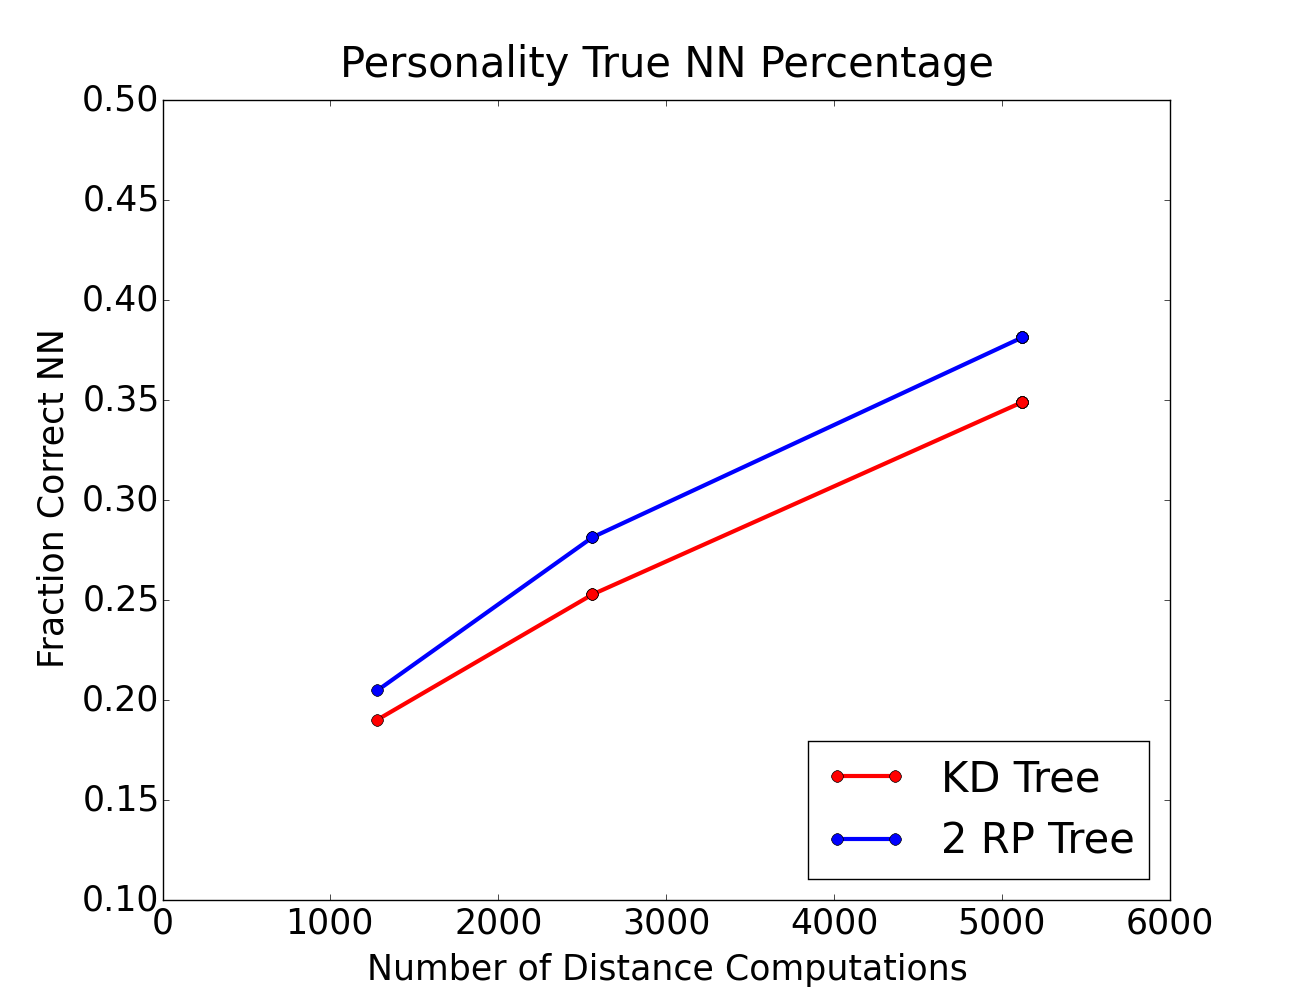 Personality True NN Percentage
0.50
0.45
0.40
0.35
0.30
0.25
0.20
0.15
0.10
Fraction Correct NN
KD Tree
2 RP Tree
0 1000 2000 3000 4000 5000 6000
Number of Distance Computations